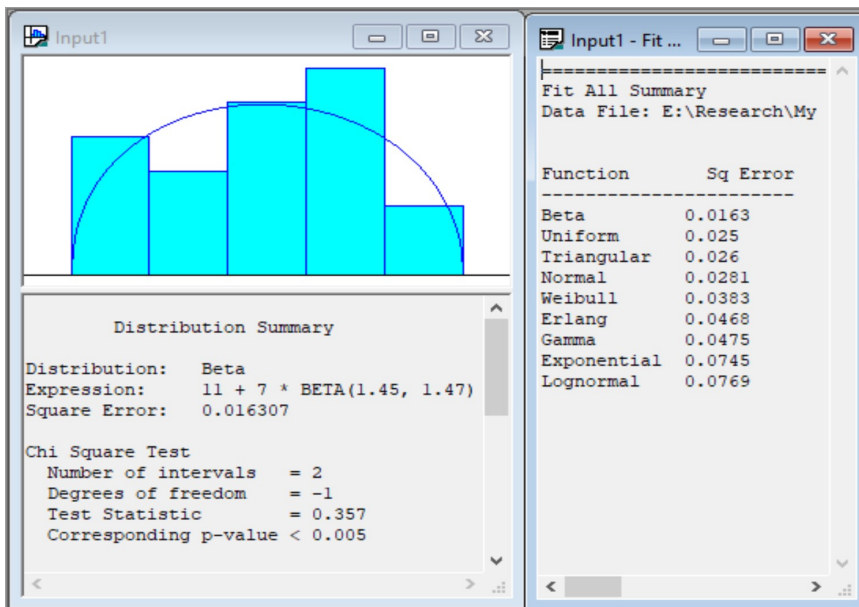 Input1
Distribution Summary
Distribution: Beta
Expression: 11 + 7 * BETA(1.45, 1.47)
Square Error: 0.016307
Chi Square Test
Number of intervals = 2
Degrees of freedom = -1
Test Statistic = 0.357
Corresponding p-value < 0.005
Input1 - Fit ...
==========================
Fit All Summary
Data File: E:\Research\My
Function Sq Error
-----------------------
Beta 0.0163
Uniform 0.025
Triangular 0.026
Normal 0.0281
Weibull 0.0383
Erlang 0.0468
Gamma 0.0475
Exponential 0.0745
Lognormal 0.0769